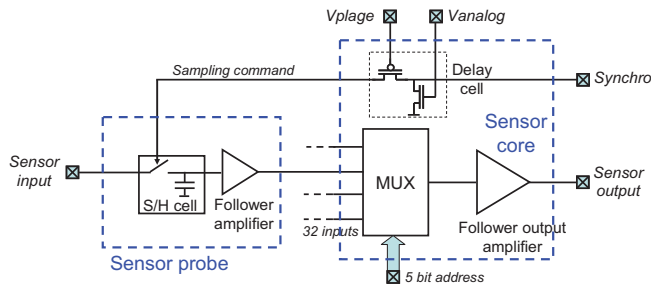 Vplage
Vanalog
Sampling command
Delay
cell
Synchro
Sensor
core
Sensor
input
S/H cell
Follower
amplifier
MUX
32 inputs
Sensor
output
Follower output
amplifier
Sensor probe
5 bit address